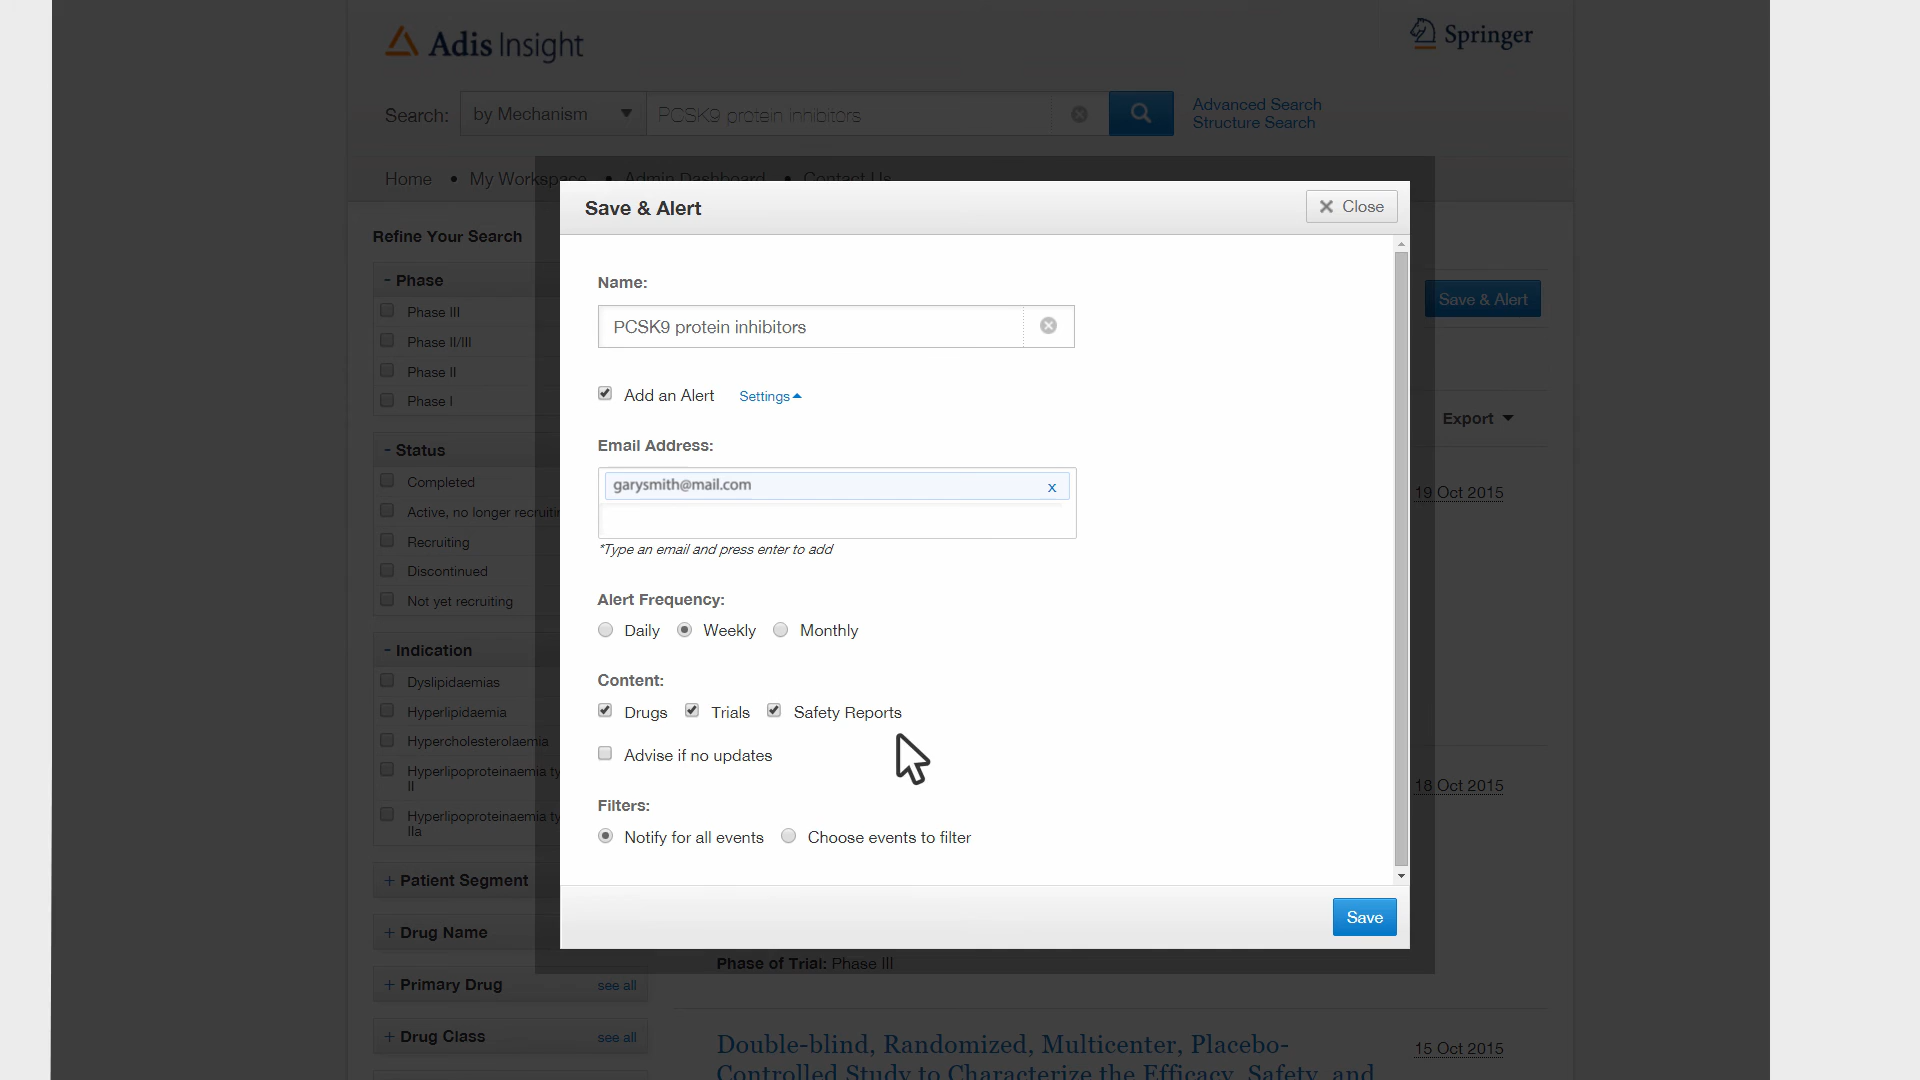 Adis Insight
Springer
Search: by Mechanism PCSK9 protein inhibitors
Advanced Search
Structure Search
Home • My Workspace • Admin Dashboard • Contact Us
Save & Alert
Close
Refine Your Search
- Phase
Phase III
Phase II/III
Phase II
Phase I
- Status
Completed
Active, no longer recruiting
Recruiting
Discontinued
Not yet recruiting
- Indication
Dyslipidaemias
Hyperlipidaemia
Hypercholesterolaemia
Hyperlipoproteinaemia ty
II
Hyperlipoproteinaemia ty
IIa
+ Patient Segment
+ Drug Name
+ Primary Drug see all
+ Drug Class see all
Name:
PCSK9 protein inhibitors
Add an Alert Settings
Email Address:
garysmith@mail.com x
*Type an email and press enter to add
Alert Frequency:
Daily Weekly Monthly
Content:
Drugs Trials Safety Reports
Advise if no updates
Filters:
Notify for all events Choose events to filter
Save
Save & Alert
Export
19 Oct 2015
18 Oct 2015
Phase of Trial: Phase III
Double-blind, Randomized, Multicenter, Placebo-
15 Oct 2015
Controlled Study to Characterize the Efficacy, Safety, and